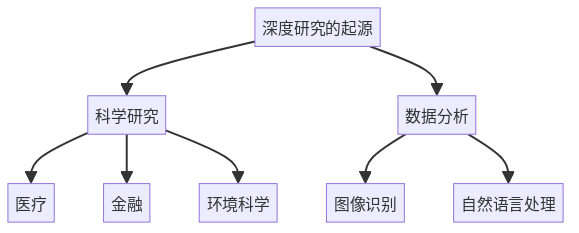 深度研究的起源
科学研究
数据分析
医疗
金融
环境科学
图像识别
自然语言处理